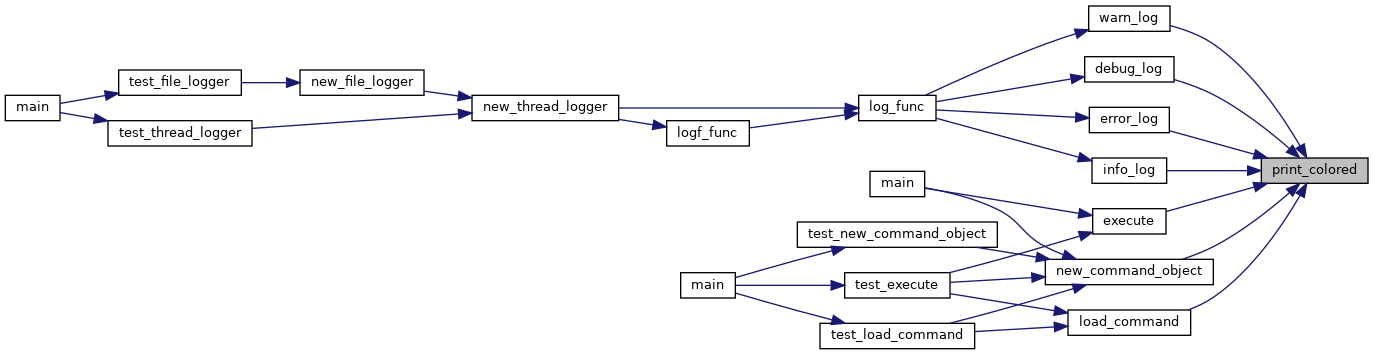 warn_log
debug_log
test_file_logger
new_file_logger
main
new_thread_logger
log_func
error_log
test_thread_logger
logf_func
info_log
print_colored
main
execute
test_new_command_object
new_command_object
main
test_execute
load_command
test_load_command